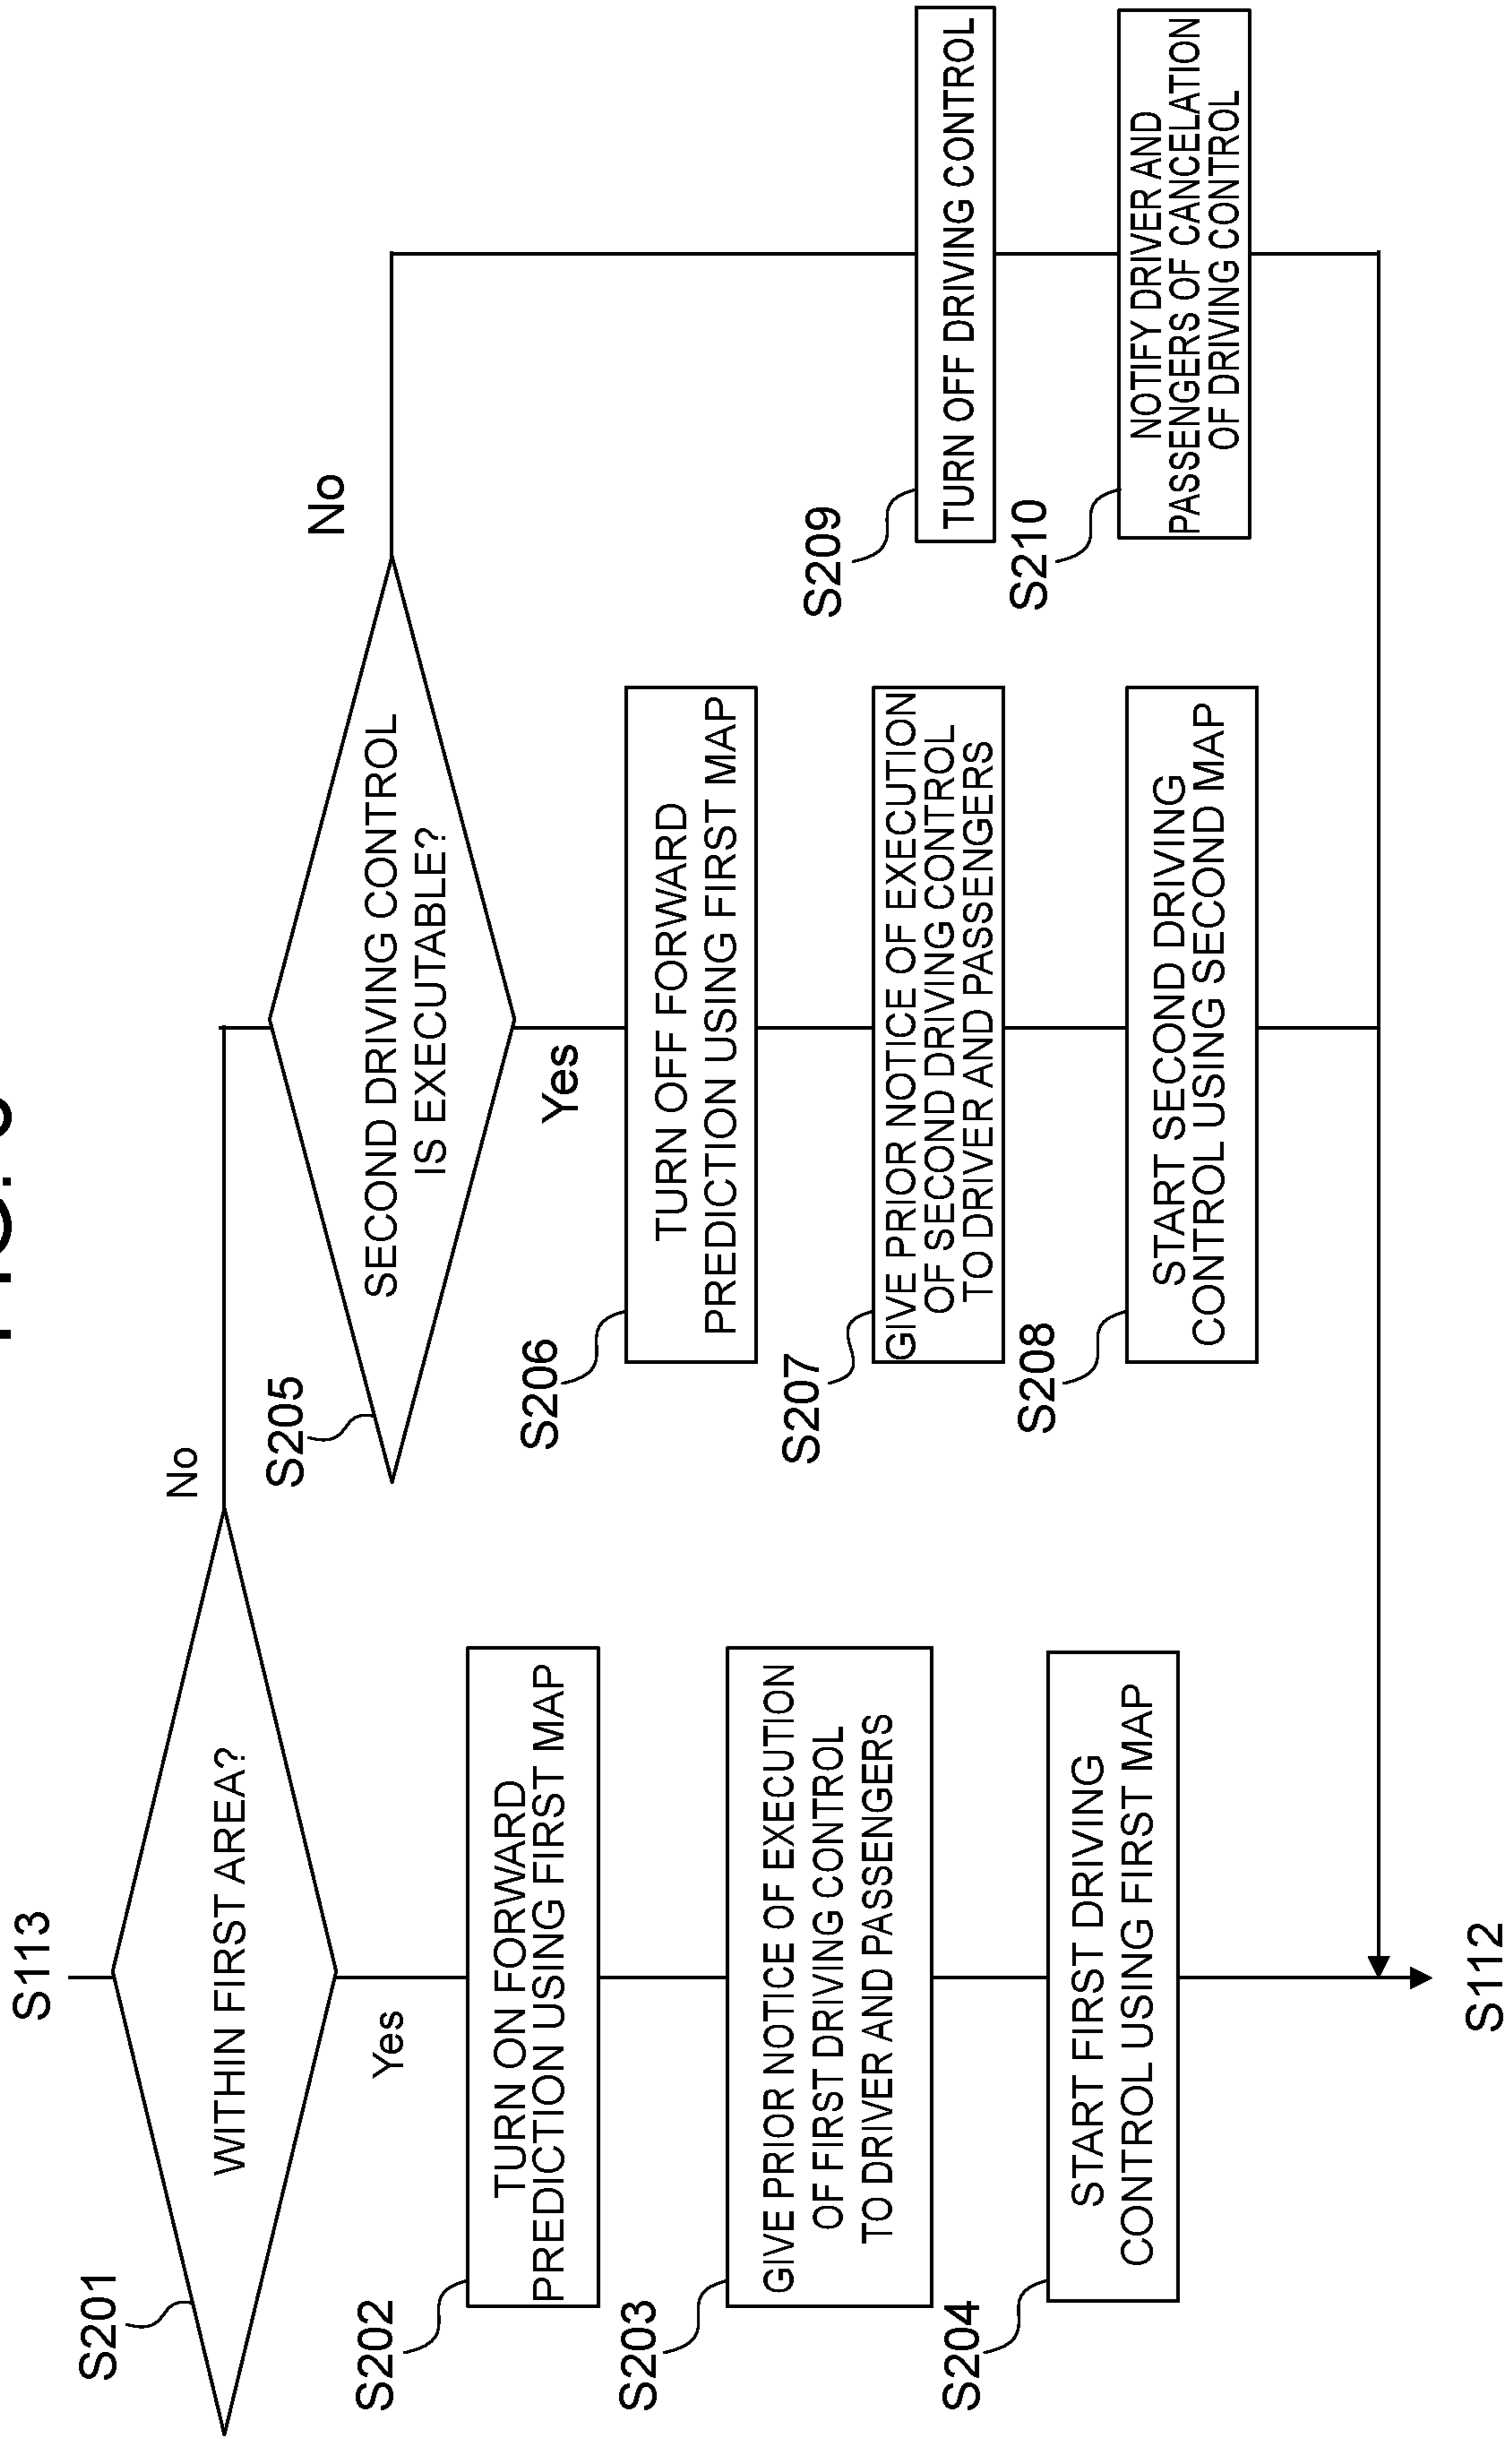 S113
S201
WITHIN FIRST AREA?
No
Yes
S202
TURN ON FORWARD
PREDICTION USING FIRST MAP
S203
GIVE PRIOR NOTICE OF EXECUTION
OF FIRST DRIVING CONTROL
TO DRIVER AND PASSENGERS
S204
START FIRST DRIVING
CONTROL USING FIRST MAP
S205
SECOND DRIVING CONTROL
IS EXECUTABLE?
No
Yes
S206
TURN OFF FORWARD
PREDICTION USING FIRST MAP
S207
GIVE PRIOR NOTICE OF EXECUTION
OF SECOND DRIVING CONTROL
TO DRIVER AND PASSENGERS
S208
START SECOND DRIVING
CONTROL USING SECOND MAP
S209
TURN OFF DRIVING CONTROL
S210
NOTIFY DRIVER AND
PASSENGERS OF CANCELATION
OF DRIVING CONTROL
S112